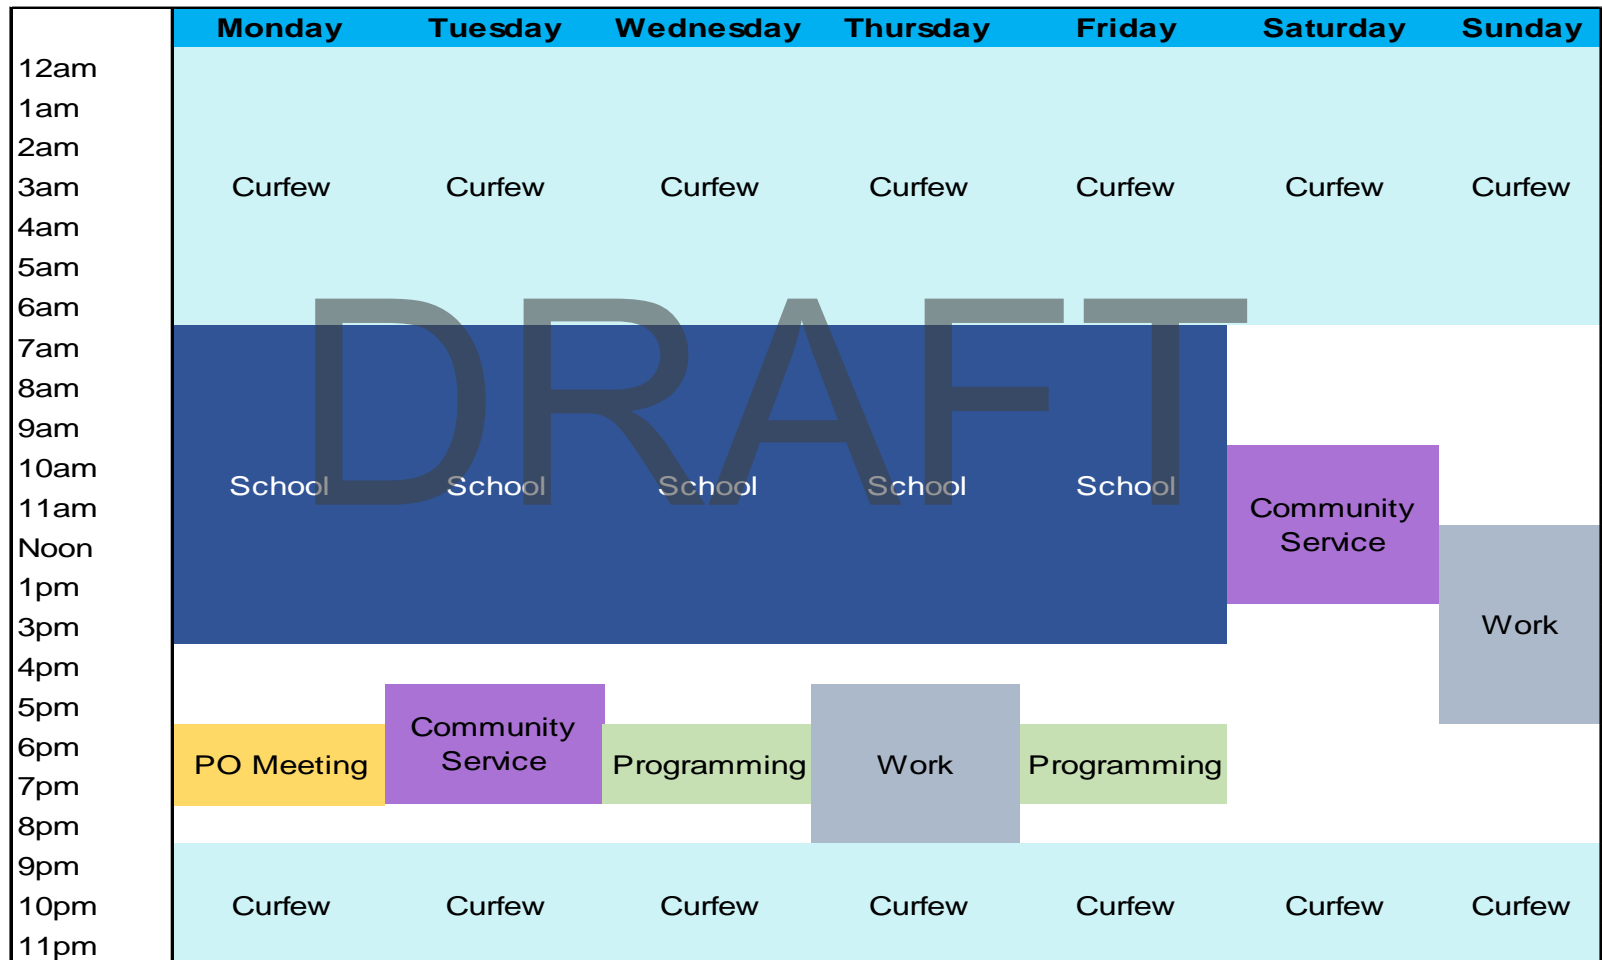 Monday Tuesday Wednesday Thursday Friday Saturday Sunday
12am
1am
2am
3am Curfew Curfew Curfew Curfew Curfew Curfew Curfew
4am
5am
6am
DRAFT
7am
8am
9am
10am
School School School School School
11am
Community
Service
Noon
1pm
3pm Work
4pm
5pm
Community
Service
6pm
PO Meeting Programming Work Programming
7pm
8pm
9pm
10pm Curfew Curfew Curfew Curfew Curfew Curfew Curfew
11pm